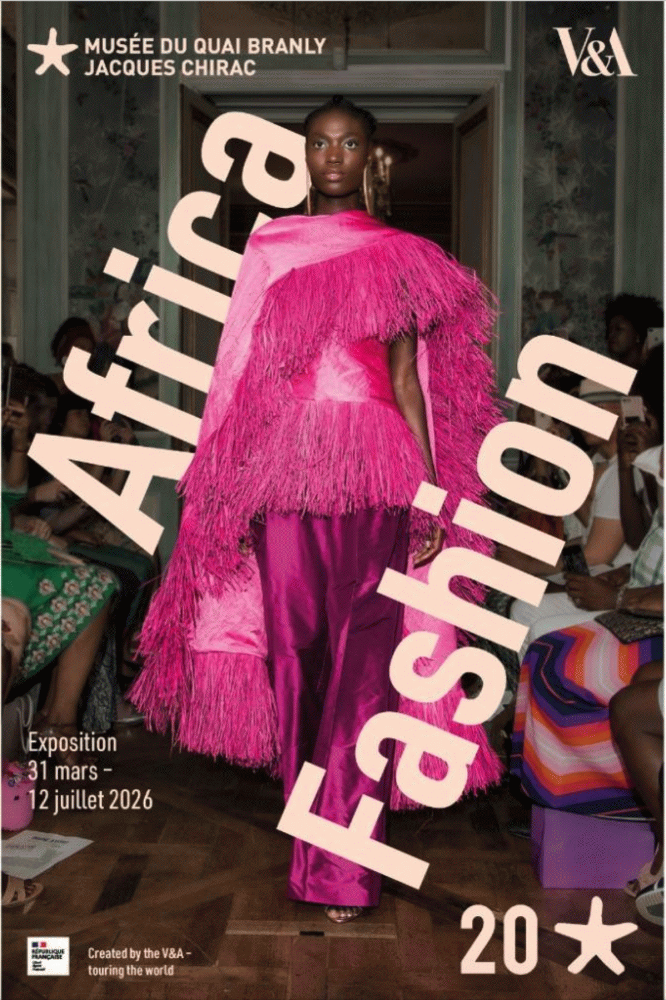 MUSÉE DU QUAI BRANLY
JACQUES CHIRAC
V&A
Africa
Fashion
Exposition
31 mars –
12 juillet 2026
RÉPUBLIQUE
FRANÇAISE
Created by the V&A –
touring the world
20